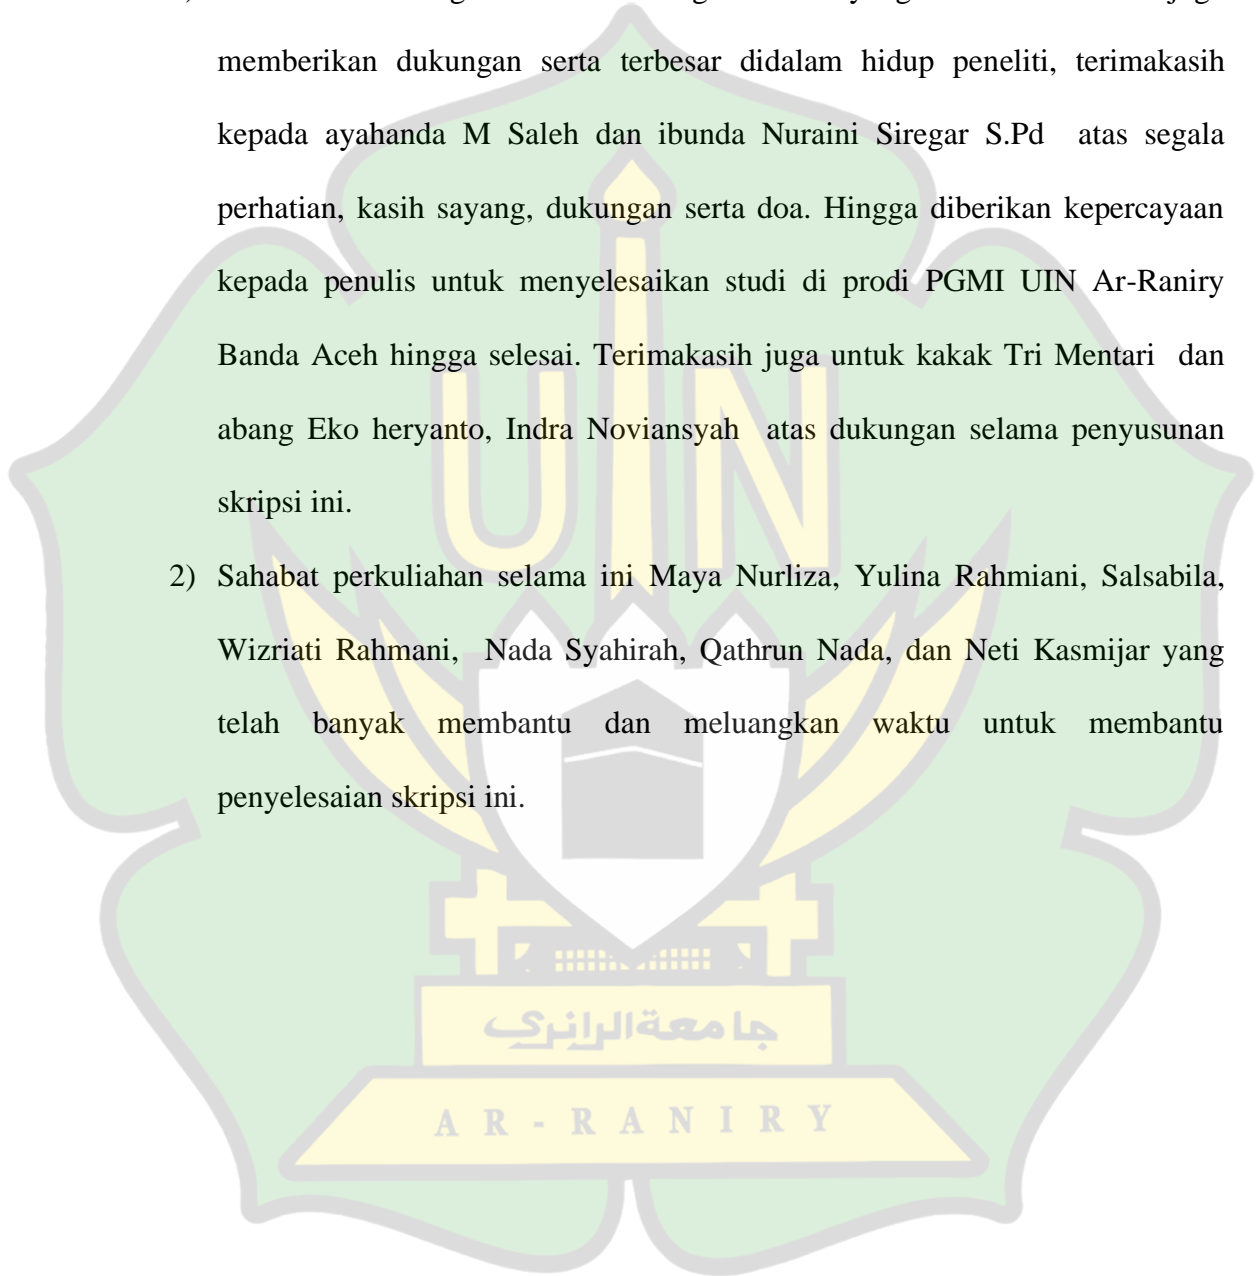 memberikan dukungan serta terbesar didalam hidup peneliti, terimakasih
kepada ayahanda M Saleh dan ibunda Nuraini Siregar S.Pd atas segala
perhatian, kasih sayang, dukungan serta doa. Hingga diberikan kepercayaan
kepada penulis untuk menyelesaikan studi di prodi PGMI UIN Ar-Raniry
Banda Aceh hingga selesai. Terimakasih juga untuk kakak Tri Mentari dan
abang Eko heryanto, Indra Noviansyah atas dukungan selama penyusunan
skripsi ini.
2) Sahabat perkuliahan selama ini Maya Nurliza, Yulina Rahmiani, Salsabila,
Wizriati Rahmani, Nada Syahirah, Qathrun Nada, dan Neti Kasmijar yang
telah banyak membantu dan meluangkan waktu untuk membantu
penyelesaian skripsi ini.
UIN
جامعة الرانري
AR-RANIRY